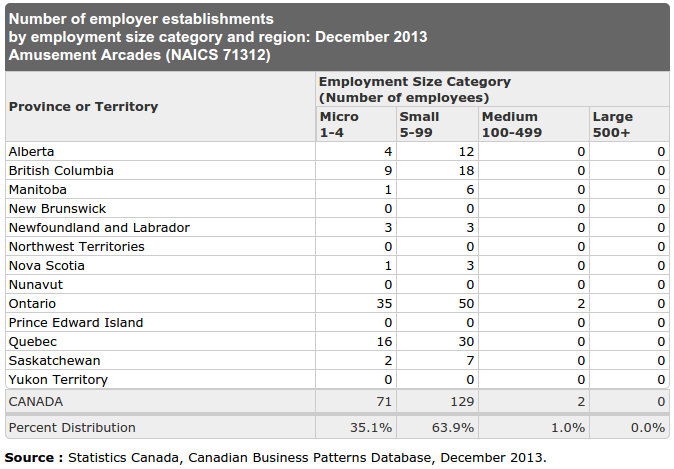 Number of employer establishments
by employment size category and region: December 2013
Amusement Arcades (NAICS 71312)
Province or Territory
Employment Size Category
(Number of employees)
Micro Small Medium Large
1-4 5-99 100-499 500+
Alberta 4 12 0 0
British Columbia 9 18 0 0
Manitoba 1 6 0 0
New Brunswick 0 0 0 0
Newfoundland and Labrador 3 3 0 0
Northwest Territories 0 0 0 0
Nova Scotia 1 3 0 0
Nunavut 0 0 0 0
Ontario 35 50 2 0
Prince Edward Island 0 0 0 0
Quebec 16 30 0 0
Saskatchewan 2 7 0 0
Yukon Territory 0 0 0 0
CANADA 71 129 2 0
Percent Distribution 35.1% 63.9% 1.0% 0.0%
Source : Statistics Canada, Canadian Business Patterns Database, December 2013.